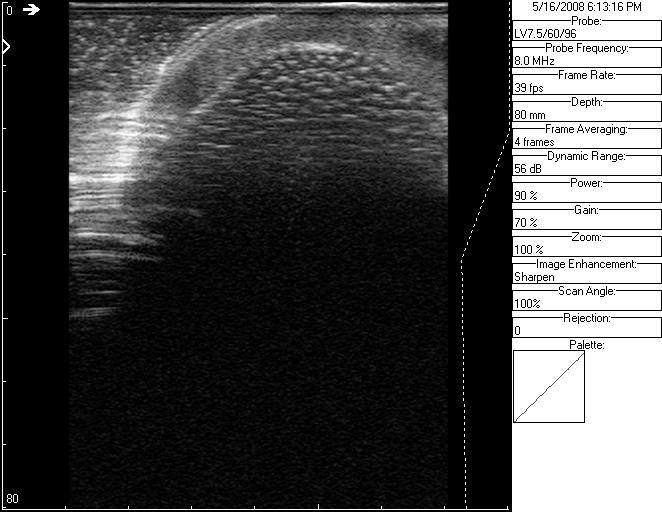 0
5/16/2008 6:13:16 PM
Probe:
LV7.5/60/96
Probe Frequency:
8.0 MHz
Frame Rate:
39 fps
Depth:
80 mm
Frame Averaging:
4 frames
Dynamic Range:
56 dB
Power:
90 %
Gain:
70 %
Zoom:
100 %
Image Enhancement:
Sharpen
Scan Angle:
100%
Rejection:
0
Palette:
80